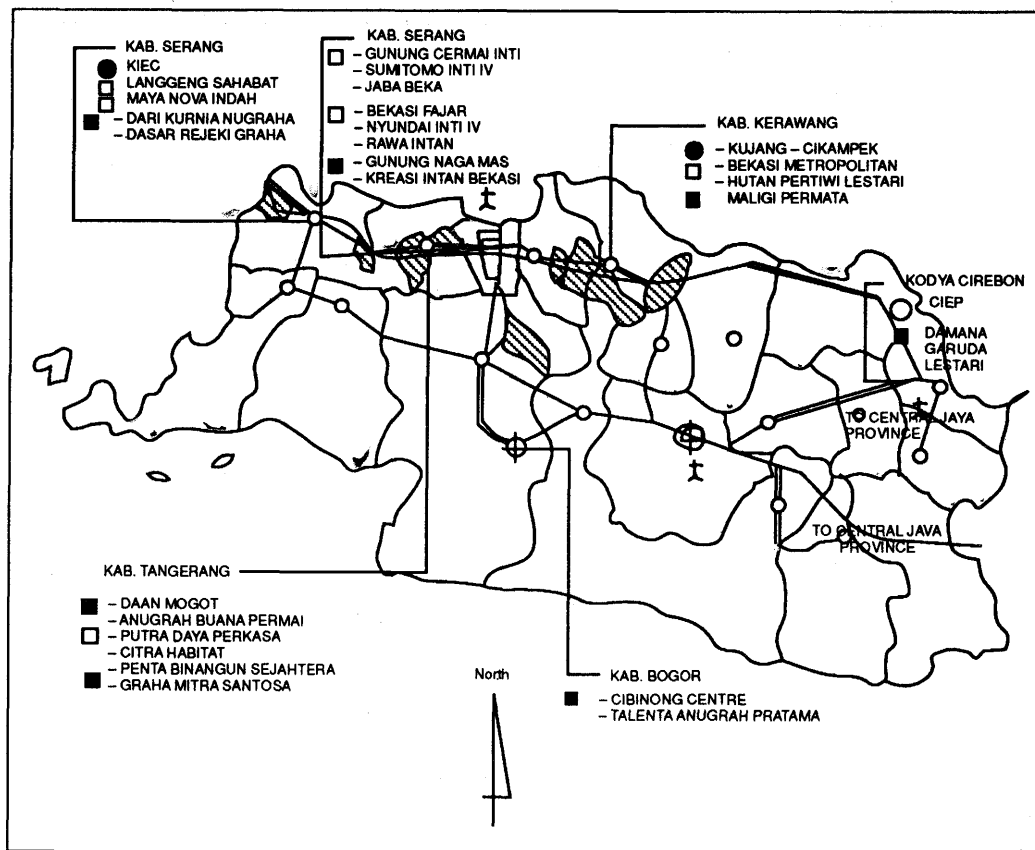 KAB. SERANG
KIEC
LANGGENG SAHABAT
MAYA NOVA INDAH
– DARI KURNIA NUGRAHA
– DASAR REJEKI GRAHA
KAB. SERANG
– GUNUNG CERMAI INTI
– SUMITOMO INTI IV
– JABA BEKA
– BEKASI FAJAR
– NYUNDAI INTI IV
– RAWA INTAN
– GUNUNG NAGA MAS
– KREASI INTAN BEKASI
KAB. KERAWANG
– KUJANG – CIKAMPEK
– BEKASI METROPOLITAN
– HUTAN PERTIWI LESTARI
MALIGI PERMATA
KODYA CIREBON
CIEP
DAMANA
GARUDA
LESTARI
TO CENTRAL JAYA
PROVINCE
TO CENTRAL JAVA
PROVINCE
KAB. TANGERANG
– DAAN MOGOT
– ANUGRAH BUANA PERMAI
– PUTRA DAYA PERKASA
– CITRA HABITAT
– PENTA BINANGUN SEJAHTERA
– GRAHA MITRA SANTOSA
North
KAB. BOGOR
– CIBINONG CENTRE
– TALENTA ANUGRAH PRATAMA